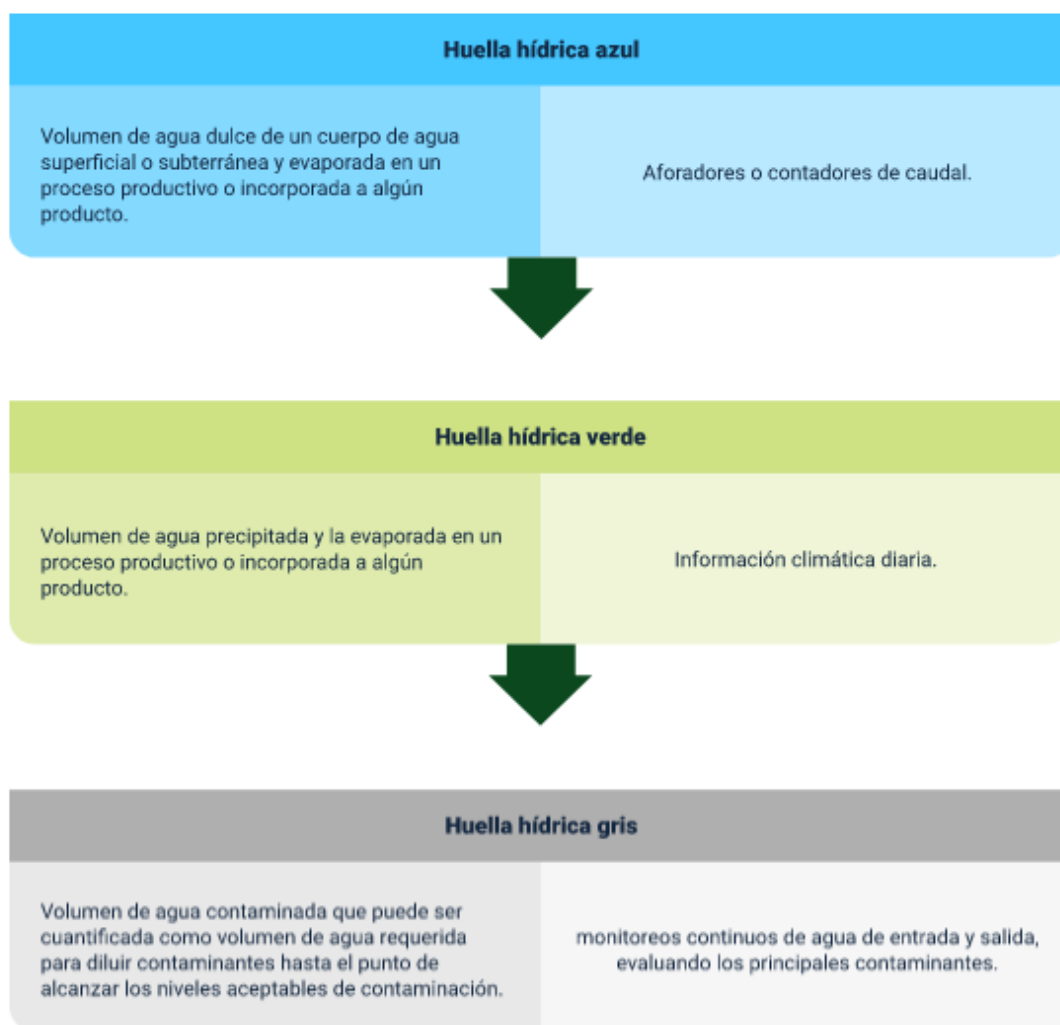 Huella hídrica azul
Volumen de agua dulce de un cuerpo de agua
superficial o subterránea y evaporada en un
proceso productivo o incorporada a algún
producto.
Aforadores o contadores de caudal.
Huella hídrica verde
Volumen de agua precipitada y la evaporada en un
proceso productivo o incorporada a algún
producto.
Información climática diaria.
Huella hídrica gris
Volumen de agua contaminada que puede ser
cuantificada como volumen de agua requerida
para diluir contaminantes hasta el punto de
alcanzar los niveles aceptables de contaminación.
monitoreos continuos de agua de entrada y salida,
evaluando los principales contaminantes.